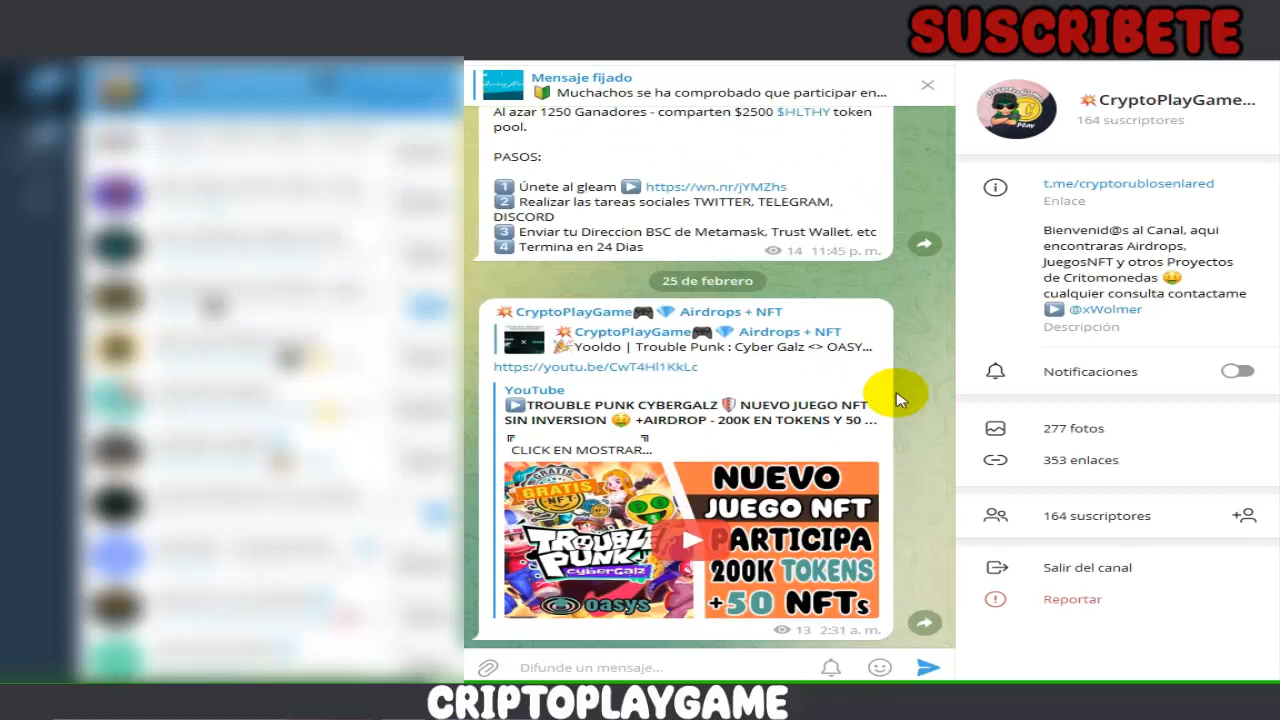 SUSCRIBETE
Mensaje fijado
Muchachos se ha comprobado que participar en...
Al azar 1250 Ganadores - comparten $2500 $HLTHY token
pool.
PASOS:
1 Únete al gleam https://wn.nr/jYMZhs
2 Realizar las tareas sociales TWITTER, TELEGRAM,
DISCORD
3 Enviar tu Direccion BSC de Metamask, Trust Wallet, etc
4 Termina en 24 Dias
14 11:45 p. m.
25 de febrero
CryptoPlayGame Airdrops + NFT
CryptoPlayGame Airdrops + NFT
Yooldo | Trouble Punk : Cyber Galz <> OASY...
https://youtu.be/CwT4Hl1KkLc
YouTube
TROUBLE PUNK CYBERGALZ NUEVO JUEGO NFT
SIN INVERSION +AIRDROP - 200K EN TOKENS Y 50 ...
CLICK EN MOSTRAR...
GRATIS
NFT
TROUBLE
PUNK
CYBERGALZ
oasys
NUEVO
JUEGO NFT
PARTICIPA
200K TOKENS
+50 NFTs
13 2:31 a. m.
Difunde un mensaje...
CryptoPlayGame...
164 suscriptores
t.me/cryptorublosenlared
Enlace
Bienvenid@s al Canal, aqui
encontraras Airdrops,
JuegosNFT y otros Proyectos
de Critomonedas
cualquier consulta contactame
@xWolmer
Descripción
Notificaciones
277 fotos
353 enlaces
164 suscriptores
Salir del canal
Reportar
CRIPTOPLAYGAME